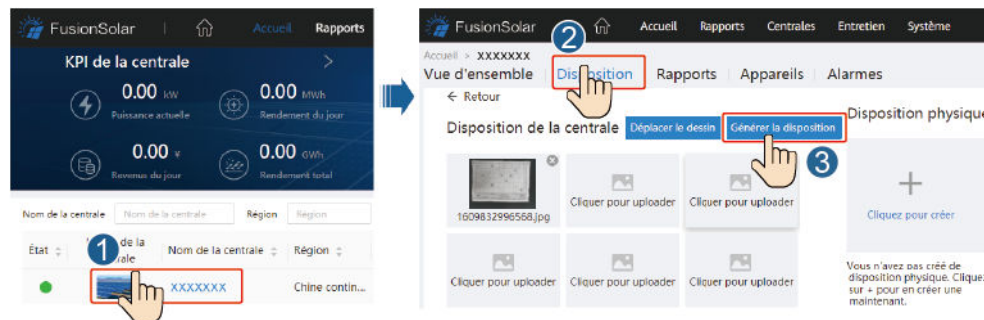 FusionSolar
Accueil Rapports
KPI de la centrale >
0.00 kW
Puissance actuelle
0.00 MWh
Rendement du jour
0.00 ¥
Revenus du jour
0.00 GWh
Rendement total
Nom de la centrale Nom de la centrale Région Région
État de la Nom de la centrale Région
1
XXXXXXX Chine contin...
FusionSolar Accueil Rapports Centrales Entretien Système
2
Accueil > XXXXXXX
Vue d'ensemble Disposition Rapports Appareils Alarmes
← Retour
Disposition de la centrale Déplacer le dessin Générer la disposition
3
1609832996568.jpg
Cliquer pour uploader Cliquer pour uploader
Cliquer pour uploader Cliquer pour uploader Cliquer pour uploader
Disposition physique
+
Cliquez pour créer
Vous n'avez pas créé de
disposition physique. Cliquez
sur + pour en créer une
maintenant.